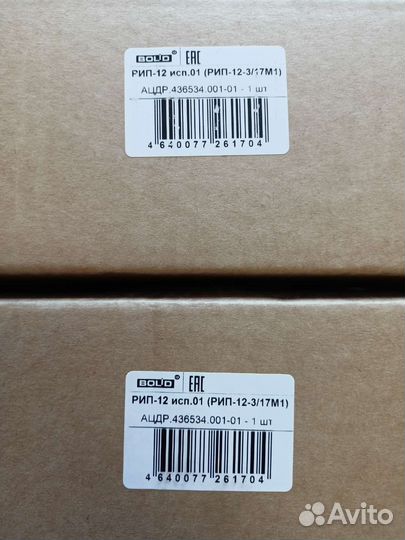 BOLID® EAC
РИП-12 исп.01 (РИП-12-3/17М1)
АЦДР.436534.001-01 - 1 шт
4 640077 261704
BOLID® EAC
РИП-12 исп.01 (РИП-12-3/17М1)
АЦДР.436534.001-01 - 1 шт
4 640077 261704
Avito